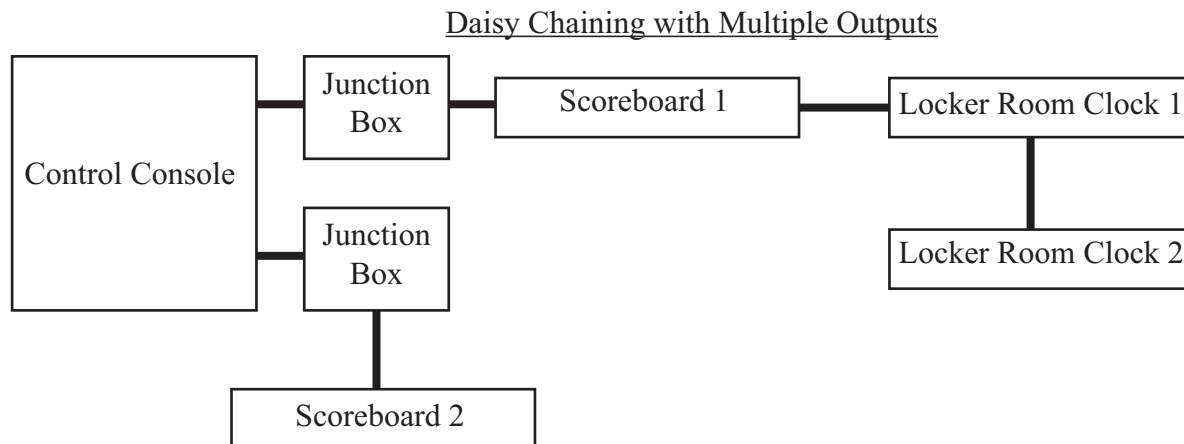 Daisy Chaining with Multiple Outputs
Junction
Box
Scoreboard 1
Locker Room Clock 1
Control Console
Junction
Box
Locker Room Clock 2
Scoreboard 2